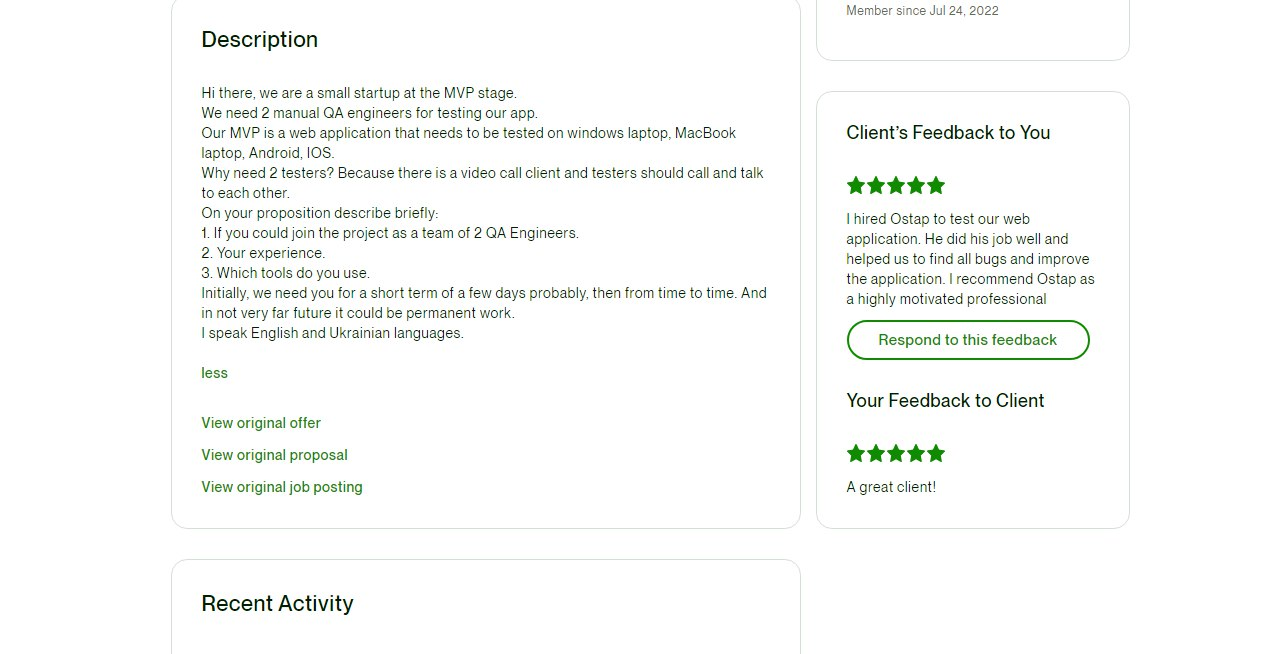 Member since Jul 24, 2022
Description
Hi there, we are a small startup at the MVP stage.
We need 2 manual QA engineers for testing our app.
Our MVP is a web application that needs to be tested on windows laptop, MacBook
laptop, Android, IOS.
Why need 2 testers? Because there is a video call client and testers should call and talk
to each other.
On your proposition describe briefly:
1. If you could join the project as a team of 2 QA Engineers.
2. Your experience.
3. Which tools do you use.
Initially, we need you for a short term of a few days probably, then from time to time. And
in not very far future it could be permanent work.
I speak English and Ukrainian languages.
less
View original offer
View original proposal
View original job posting
Client's Feedback to You
I hired Ostap to test our web
application. He did his job well and
helped us to find all bugs and improve
the application. I recommend Ostap as
a highly motivated professional
Respond to this feedback
Your Feedback to Client
A great client!
Recent Activity